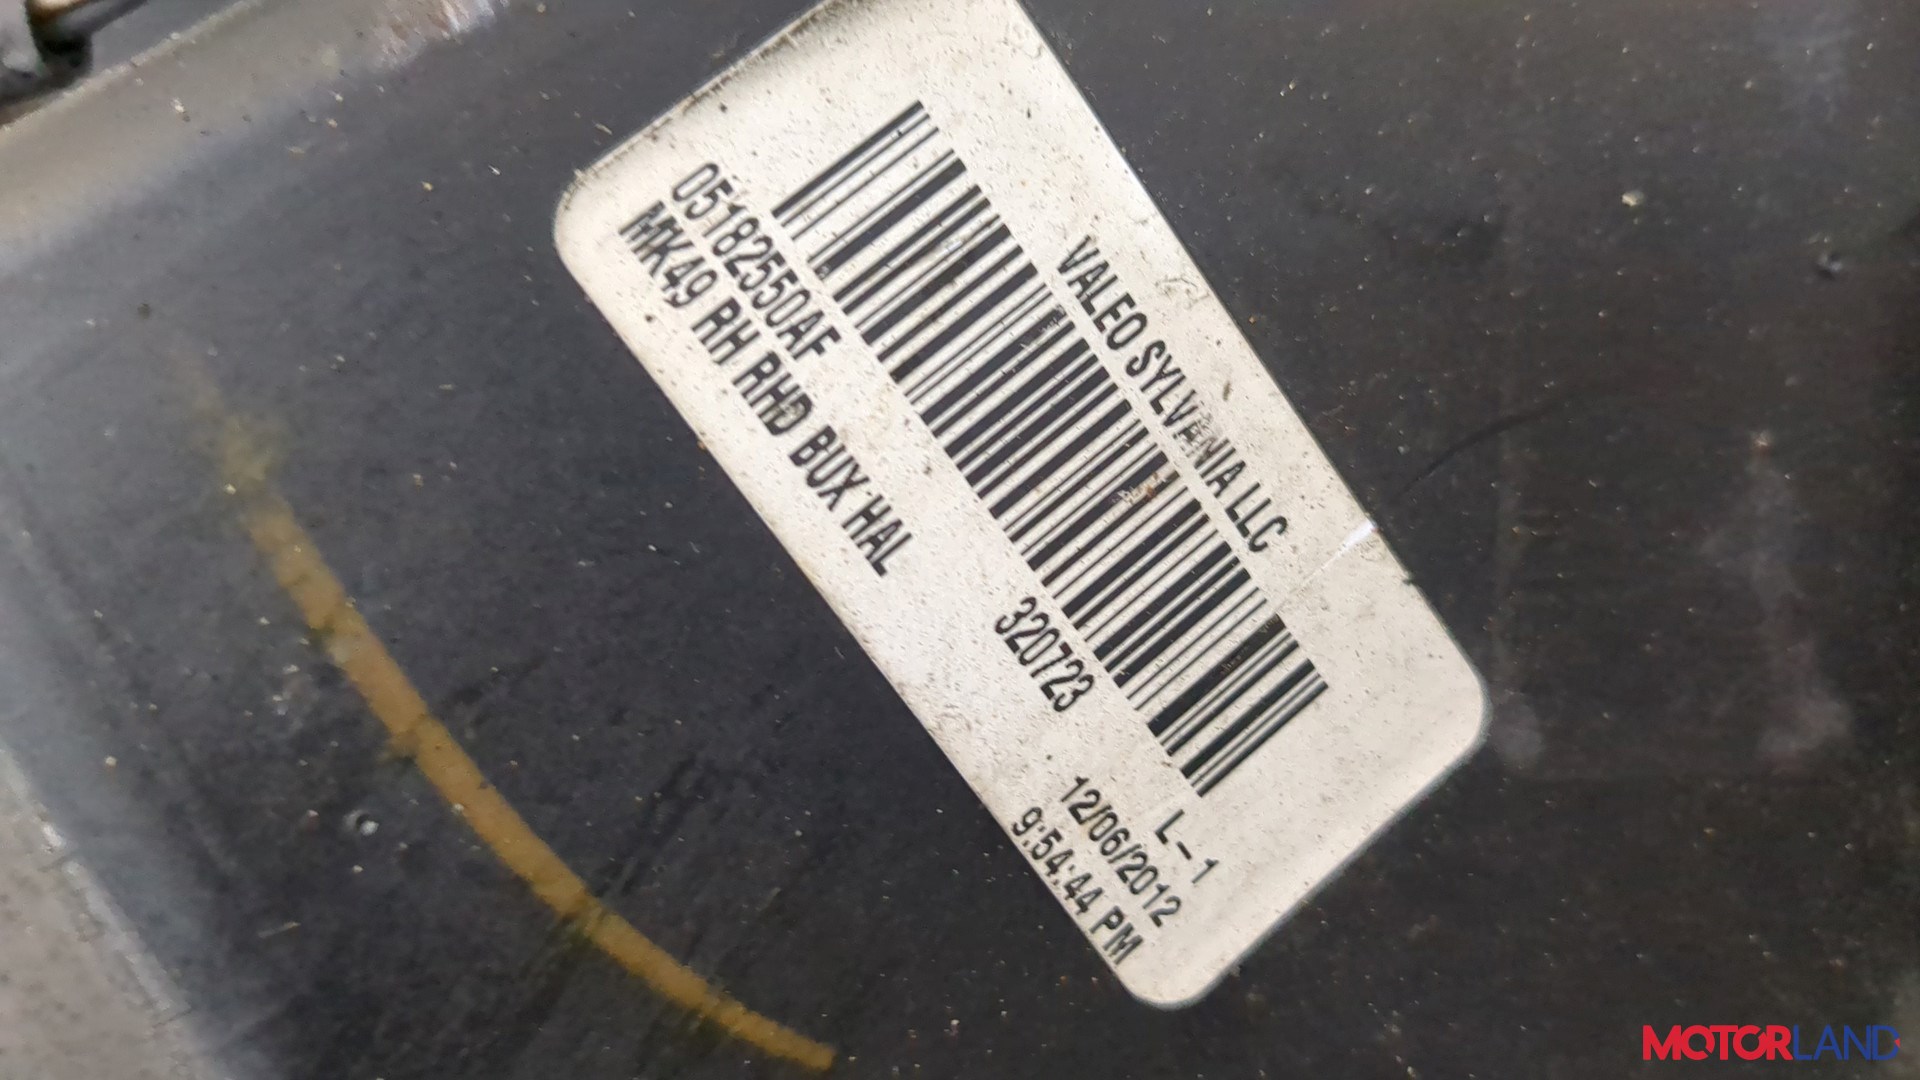 VALEO SYLVANIA LLC
05182550AF
MK49 RH RHD BUX HAL
320723
L-1
12/06/2012
9:54:44 PM
MOTORLAND